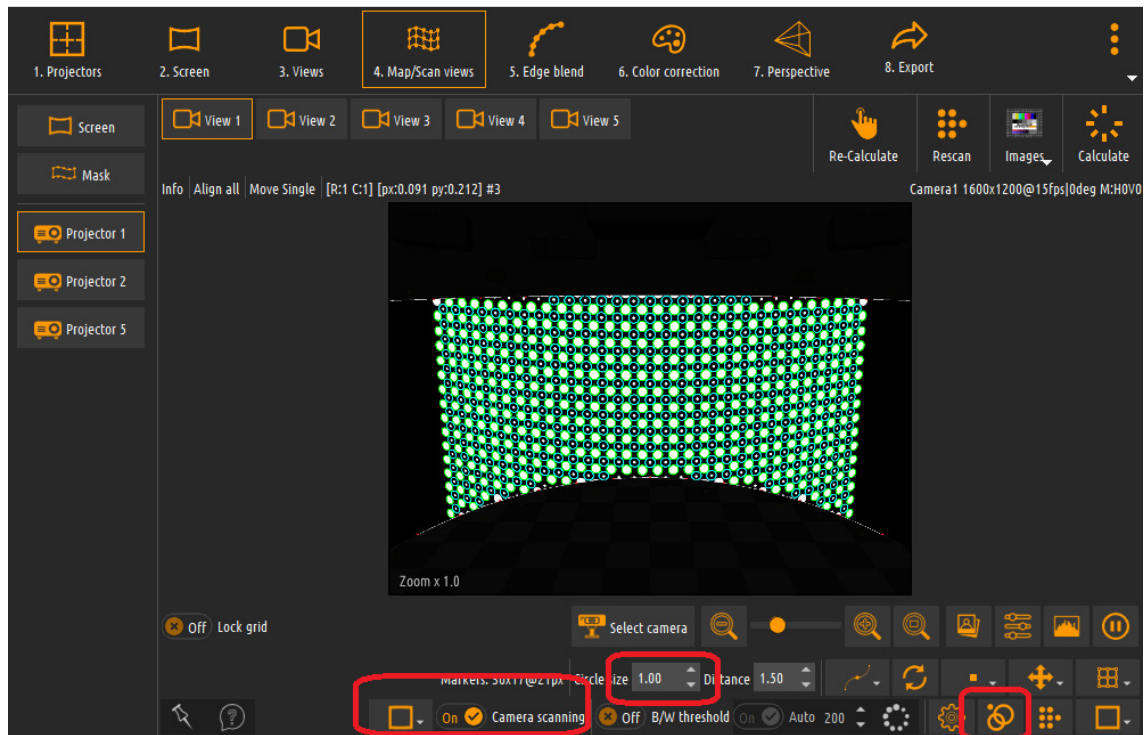 1. Projectors 2. Screen 3. Views 4. Map/Scan views 5. Edge blend 6. Color correction 7. Perspective 8. Export
Screen
Mask
Projector 1
Projector 2
Projector 5
View 1 View 2 View 3 View 4 View 5
Re-Calculate Rescan Images Calculate
Info Align all Move Single [R:1 C:1] [px:0.091 py:0.212] #3 Camera1 1600x1200@15fps|0deg M:H0V0
Zoom x 1.0
Off Lock grid Select camera
Markers: 30x17@21px Circle size 1.00 Distance 1.50
On Camera scanning Off B/W threshold On Auto 200